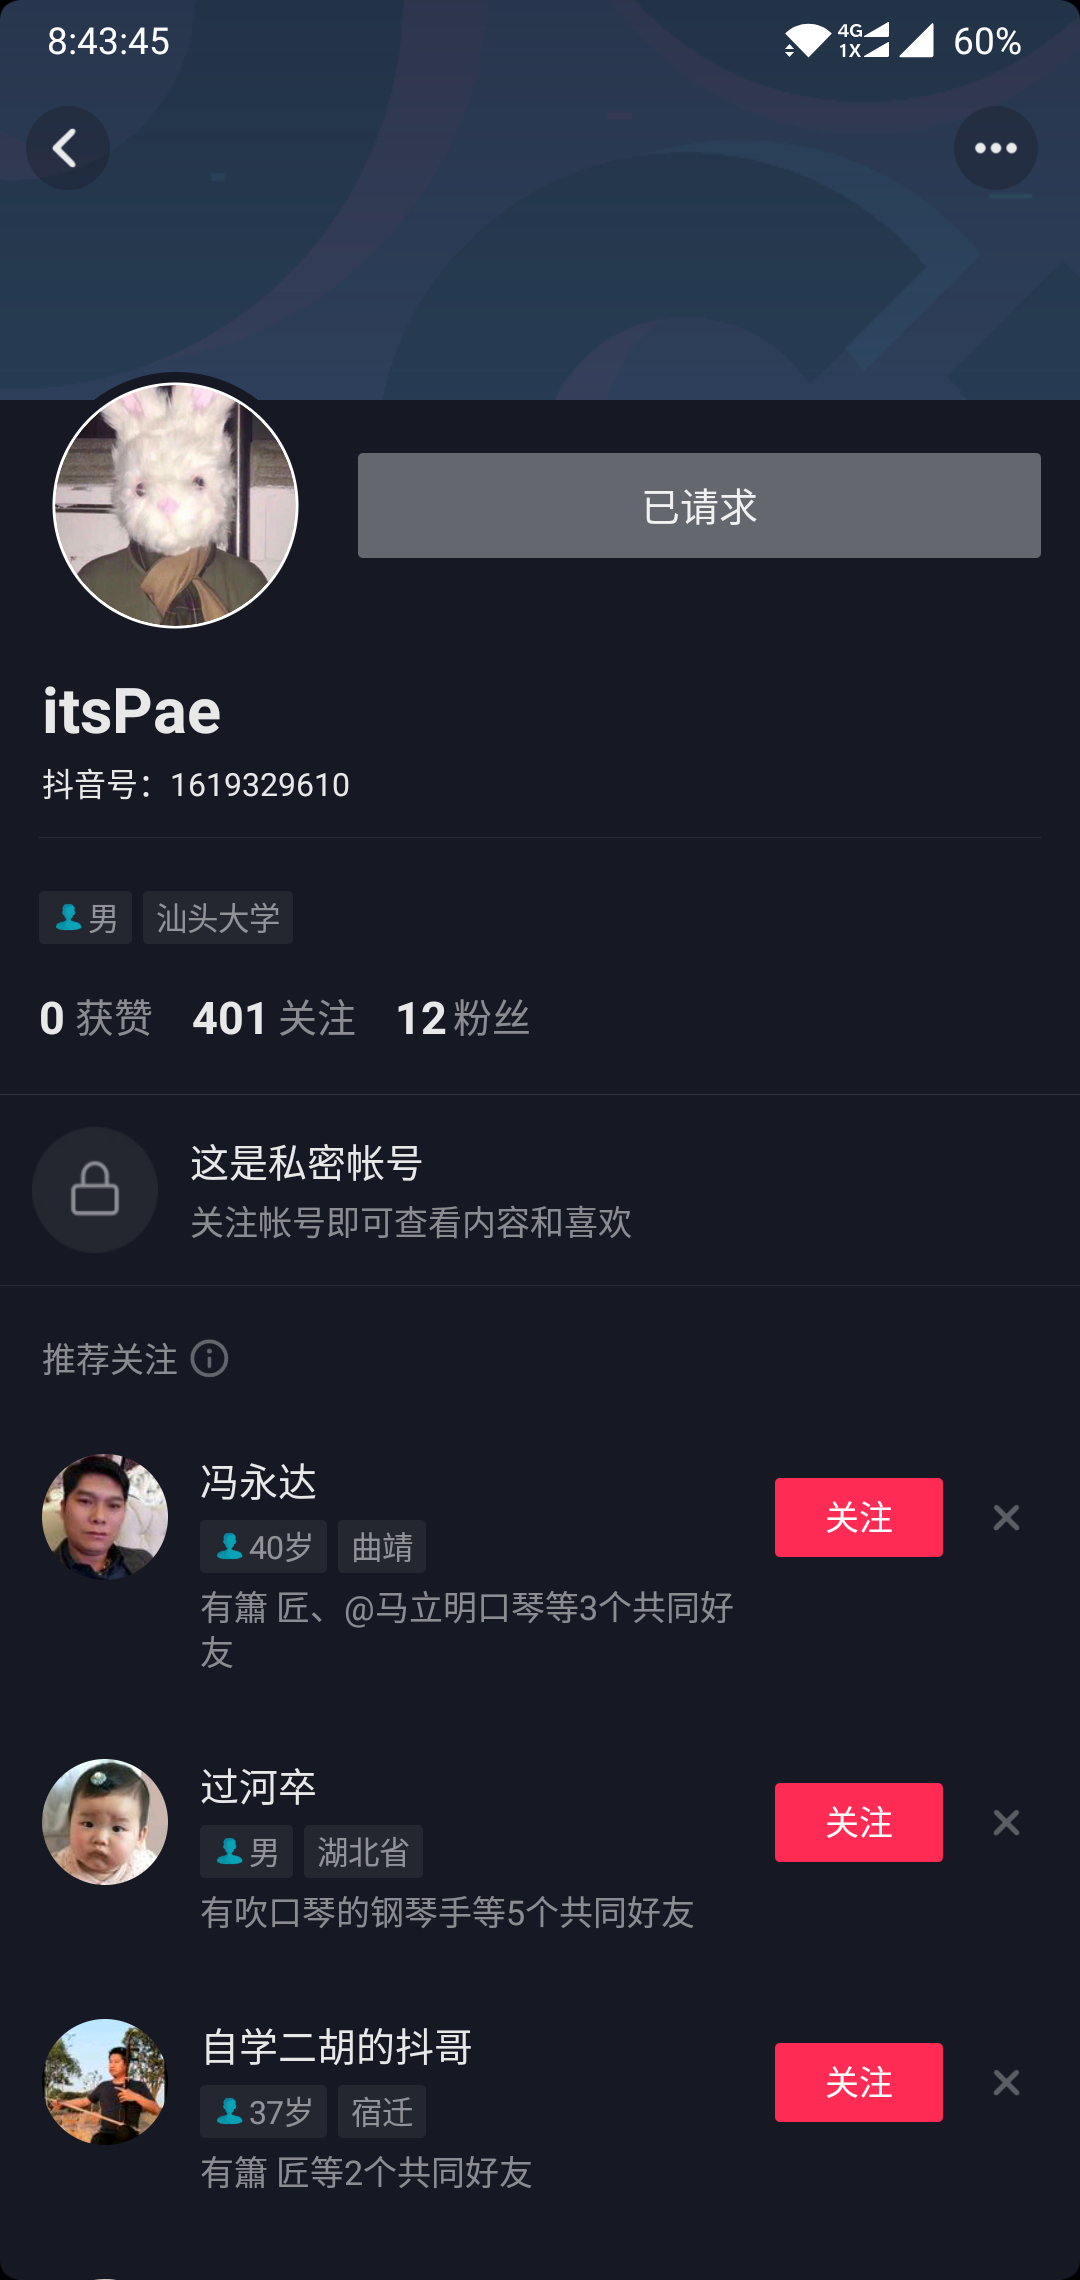 8:43:45 4G 1X 60%
已请求
itsPae
抖音号：1619329610
男 汕头大学
0 获赞 401 关注 12 粉丝
这是私密帐号
关注帐号即可查看内容和喜欢
推荐关注
冯永达
40岁 曲靖
关注
有箫 匠、@马立明口琴等3个共同好
友
过河卒
男 湖北省
关注
有吹口琴的钢琴手等5个共同好友
自学二胡的抖哥
37岁 宿迁
关注
有箫 匠等2个共同好友